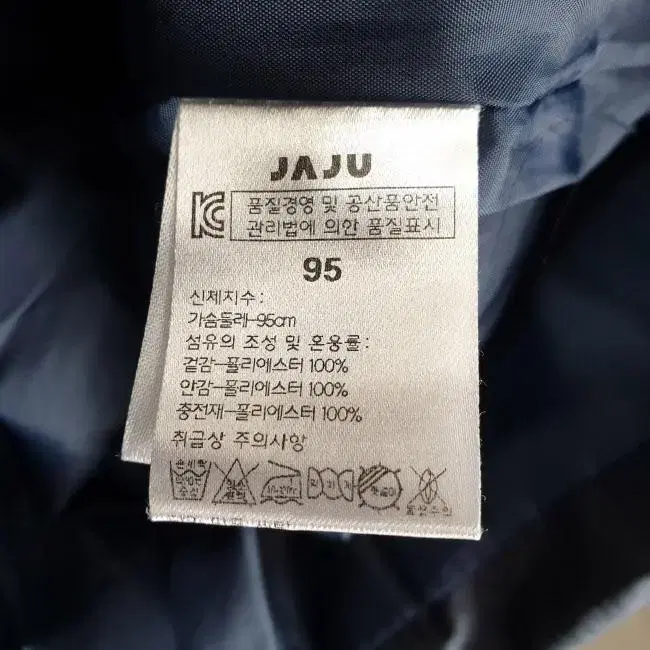 JAJU
품질경영 및 공산품안전
관리법에 의한 품질표시
95
신체지수:
가슴둘레-95cm
섬유의 조성 및 혼용률:
겉감-폴리에스터 100%
안감-폴리에스터 100%
충전재-폴리에스터 100%
취급상 주의사항